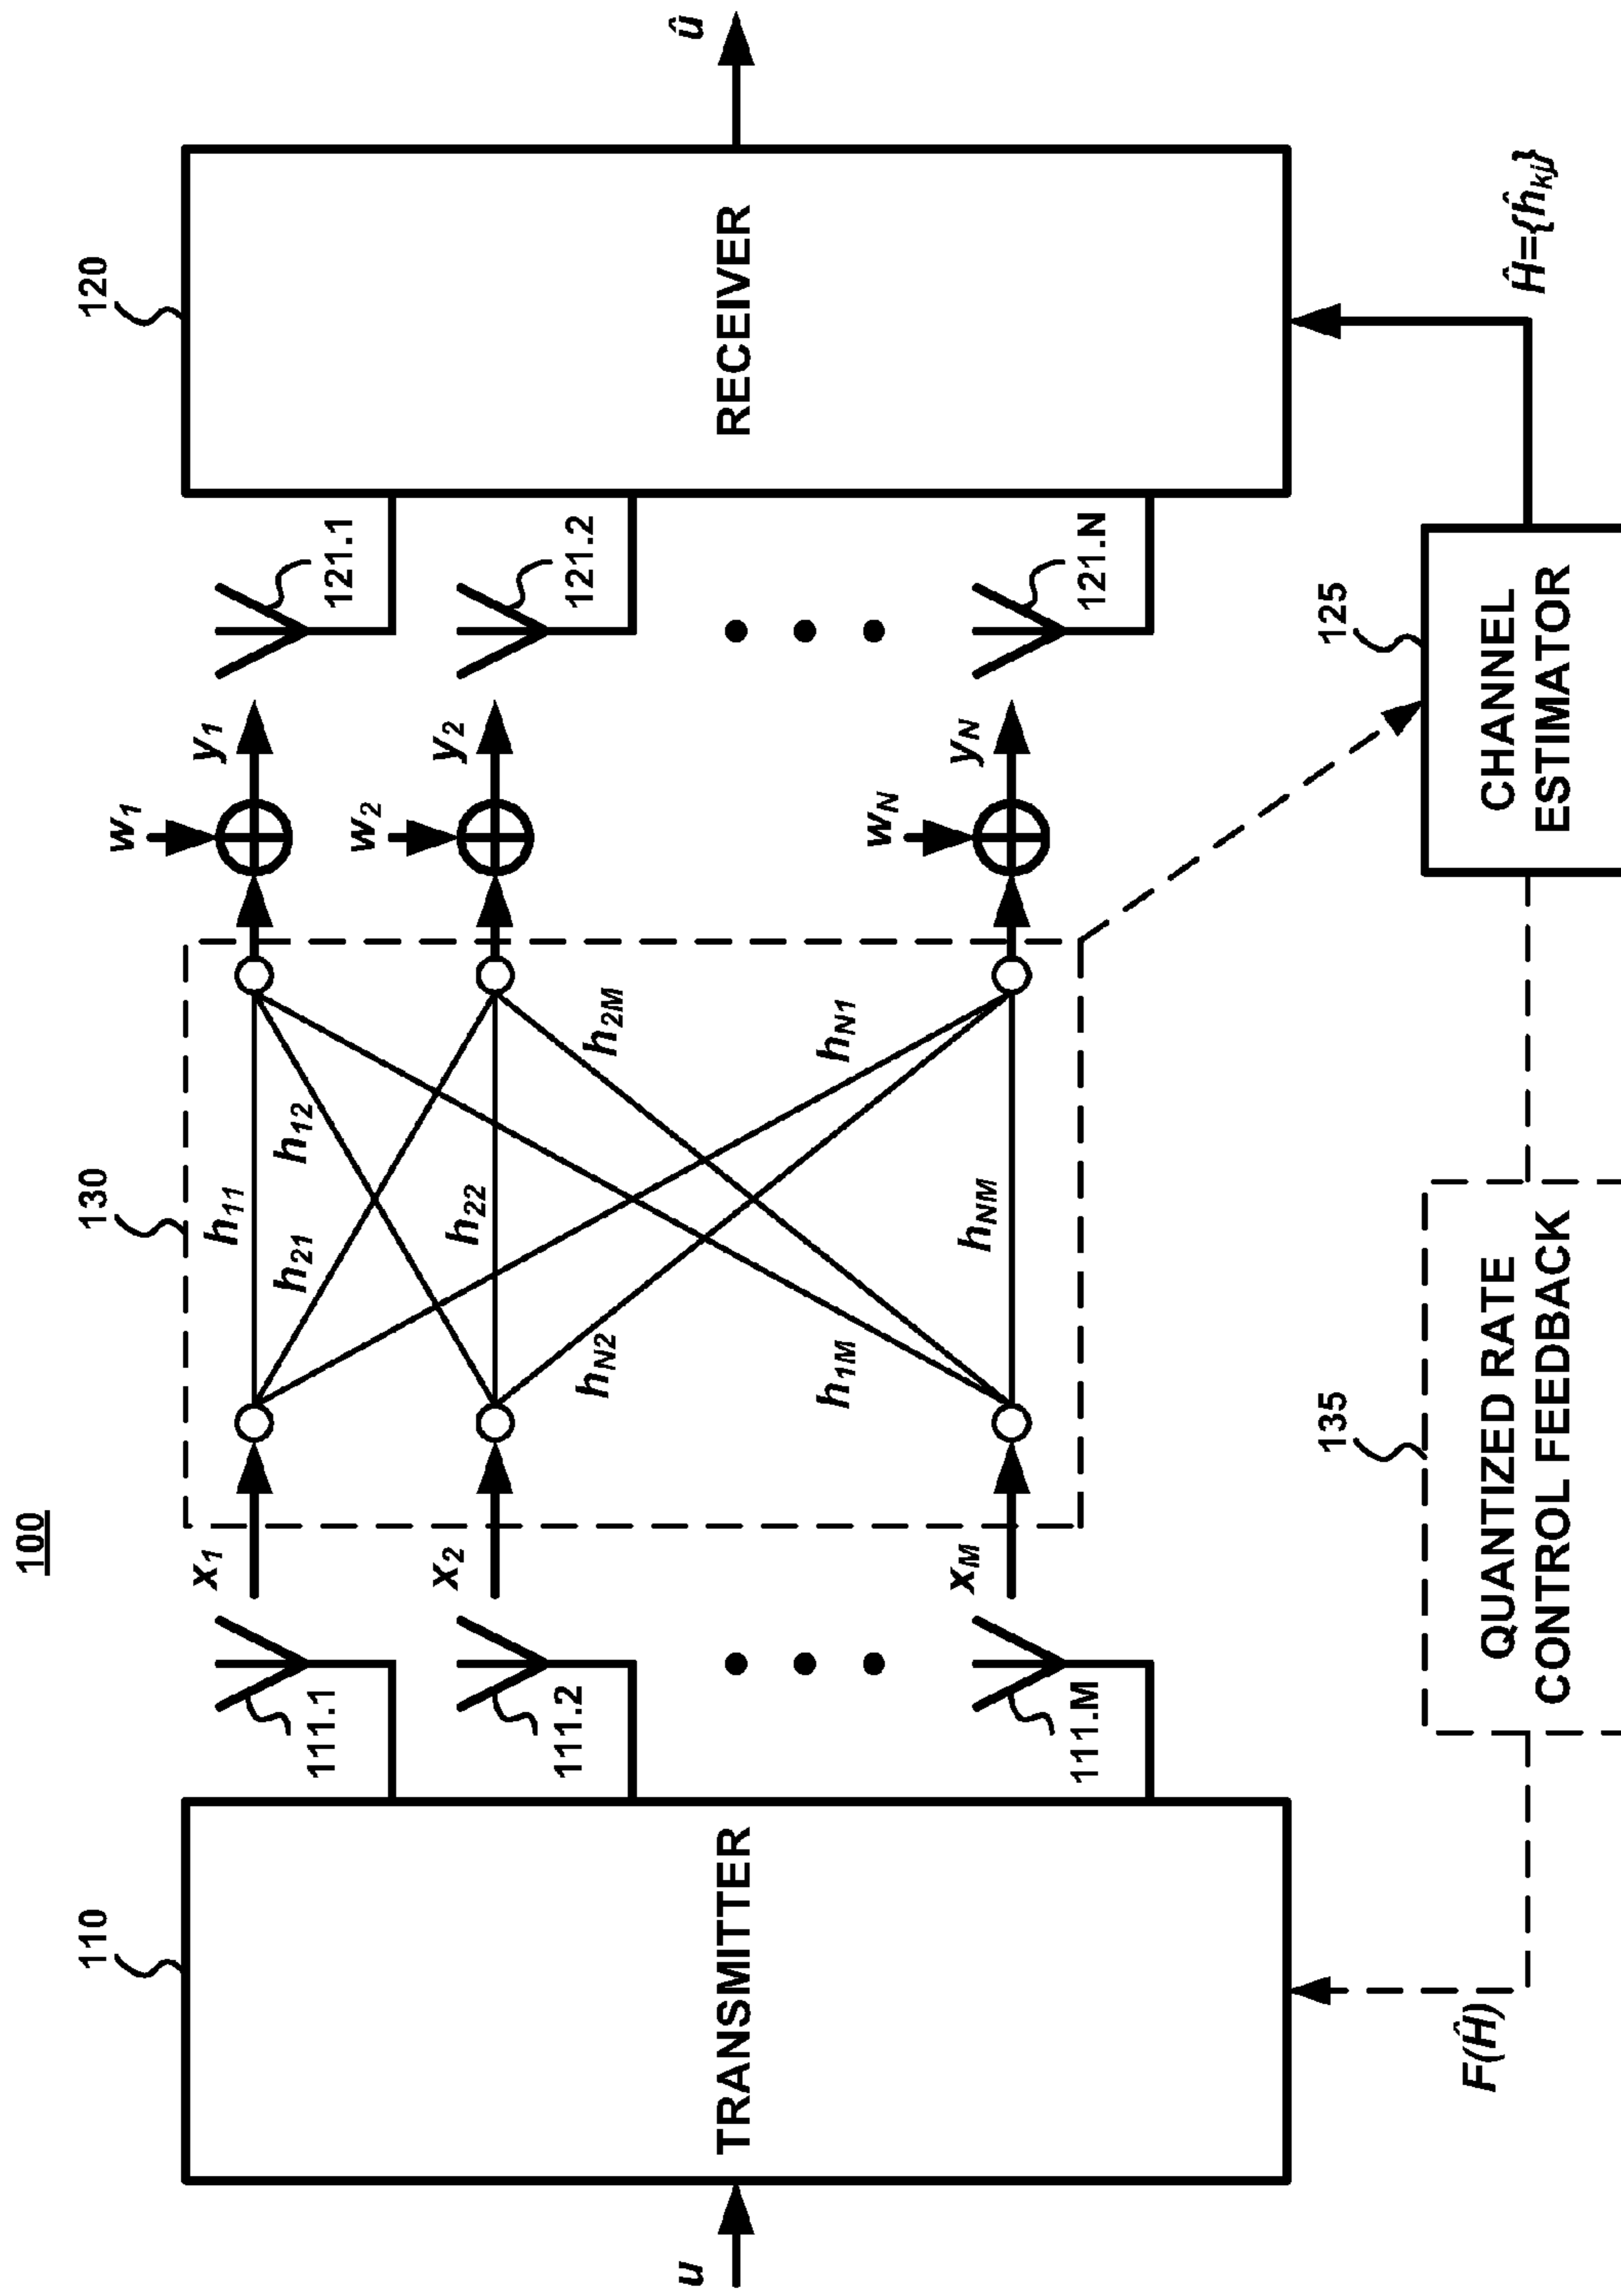 100
110
130
120
u
TRANSMITTER
111.1
111.2
111.M
x1
x2
xM
h11
h12
h21
h22
h2M
hN2
hN1
h1M
hNM
w1
w2
wN
y1
y2
yN
121.1
121.2
121.N
RECEIVER
û
F(Ĥ)
135
QUANTIZED RATE
CONTROL FEEDBACK
125
CHANNEL
ESTIMATOR
Ĥ={ĥkj}